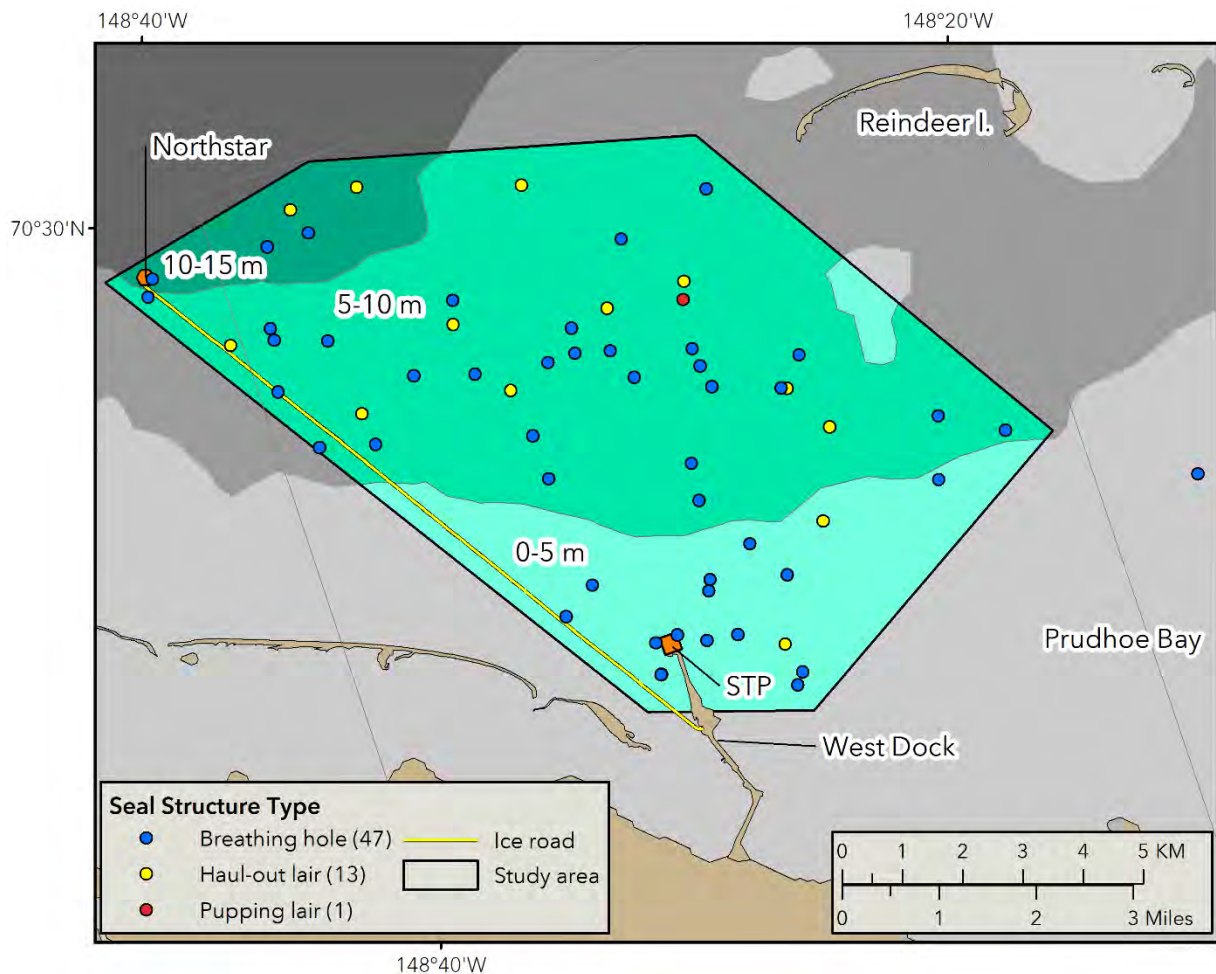 148°40'W
148°20'W
Reindeer I.
Northstar
70°30'N
10-15 m
5-10 m
0-5 m
Prudhoe Bay
STP
West Dock
Seal Structure Type
Breathing hole (47)
Haul-out lair (13)
Pupping lair (1)
Ice road
Study area
0 1 2 3 4 5 KM
0 1 2 3 Miles
148°40'W